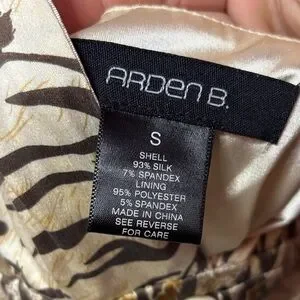 ARDEN B.
S
SHELL
93% SILK
7% SPANDEX
LINING
95% POLYESTER
5% SPANDEX
MADE IN CHINA
SEE REVERSE
FOR CARE